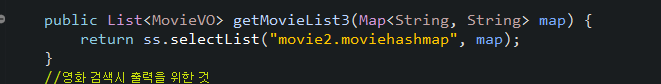 public List<MovieVO> getMovieList3(Map<String, String> map) {
return ss.selectList("movie2.moviehashmap", map);
}
//영화 검색시 출력을 위한 것